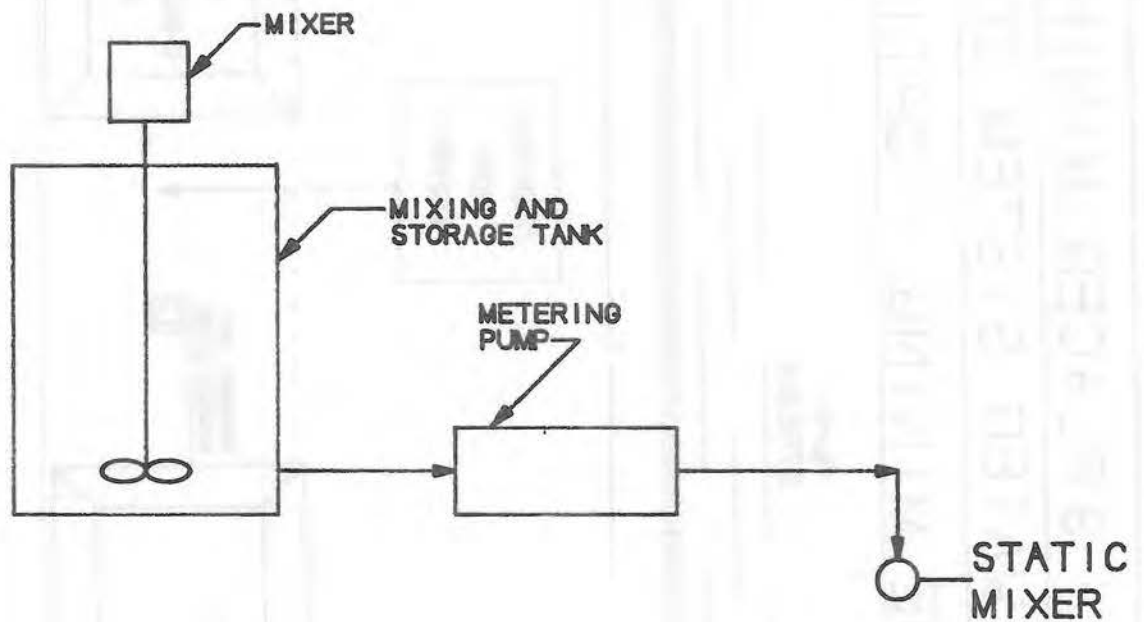 MIXER
MIXING AND
STORAGE TANK
METERING
PUMP
STATIC
MIXER